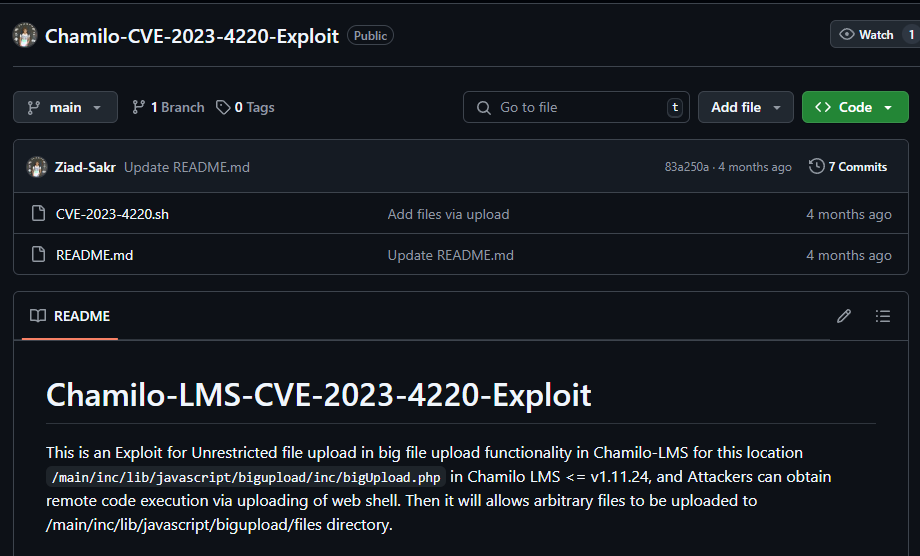 Chamilo-CVE-2023-4220-Exploit Public Watch 1
main 1 Branch 0 Tags Go to file t Add file Code
Ziad-Sakr Update README.md 83a250a · 4 months ago 7 Commits
CVE-2023-4220.sh Add files via upload 4 months ago
README.md Update README.md 4 months ago
README
Chamilo-LMS-CVE-2023-4220-Exploit
This is an Exploit for Unrestricted file upload in big file upload functionality in Chamilo-LMS for this location
/main/inc/lib/javascript/bigupload/inc/bigUpload.php in Chamilo LMS <= v1.11.24, and Attackers can obtain
remote code execution via uploading of web shell. Then it will allows arbitrary files to be uploaded to
/main/inc/lib/javascript/bigupload/files directory.